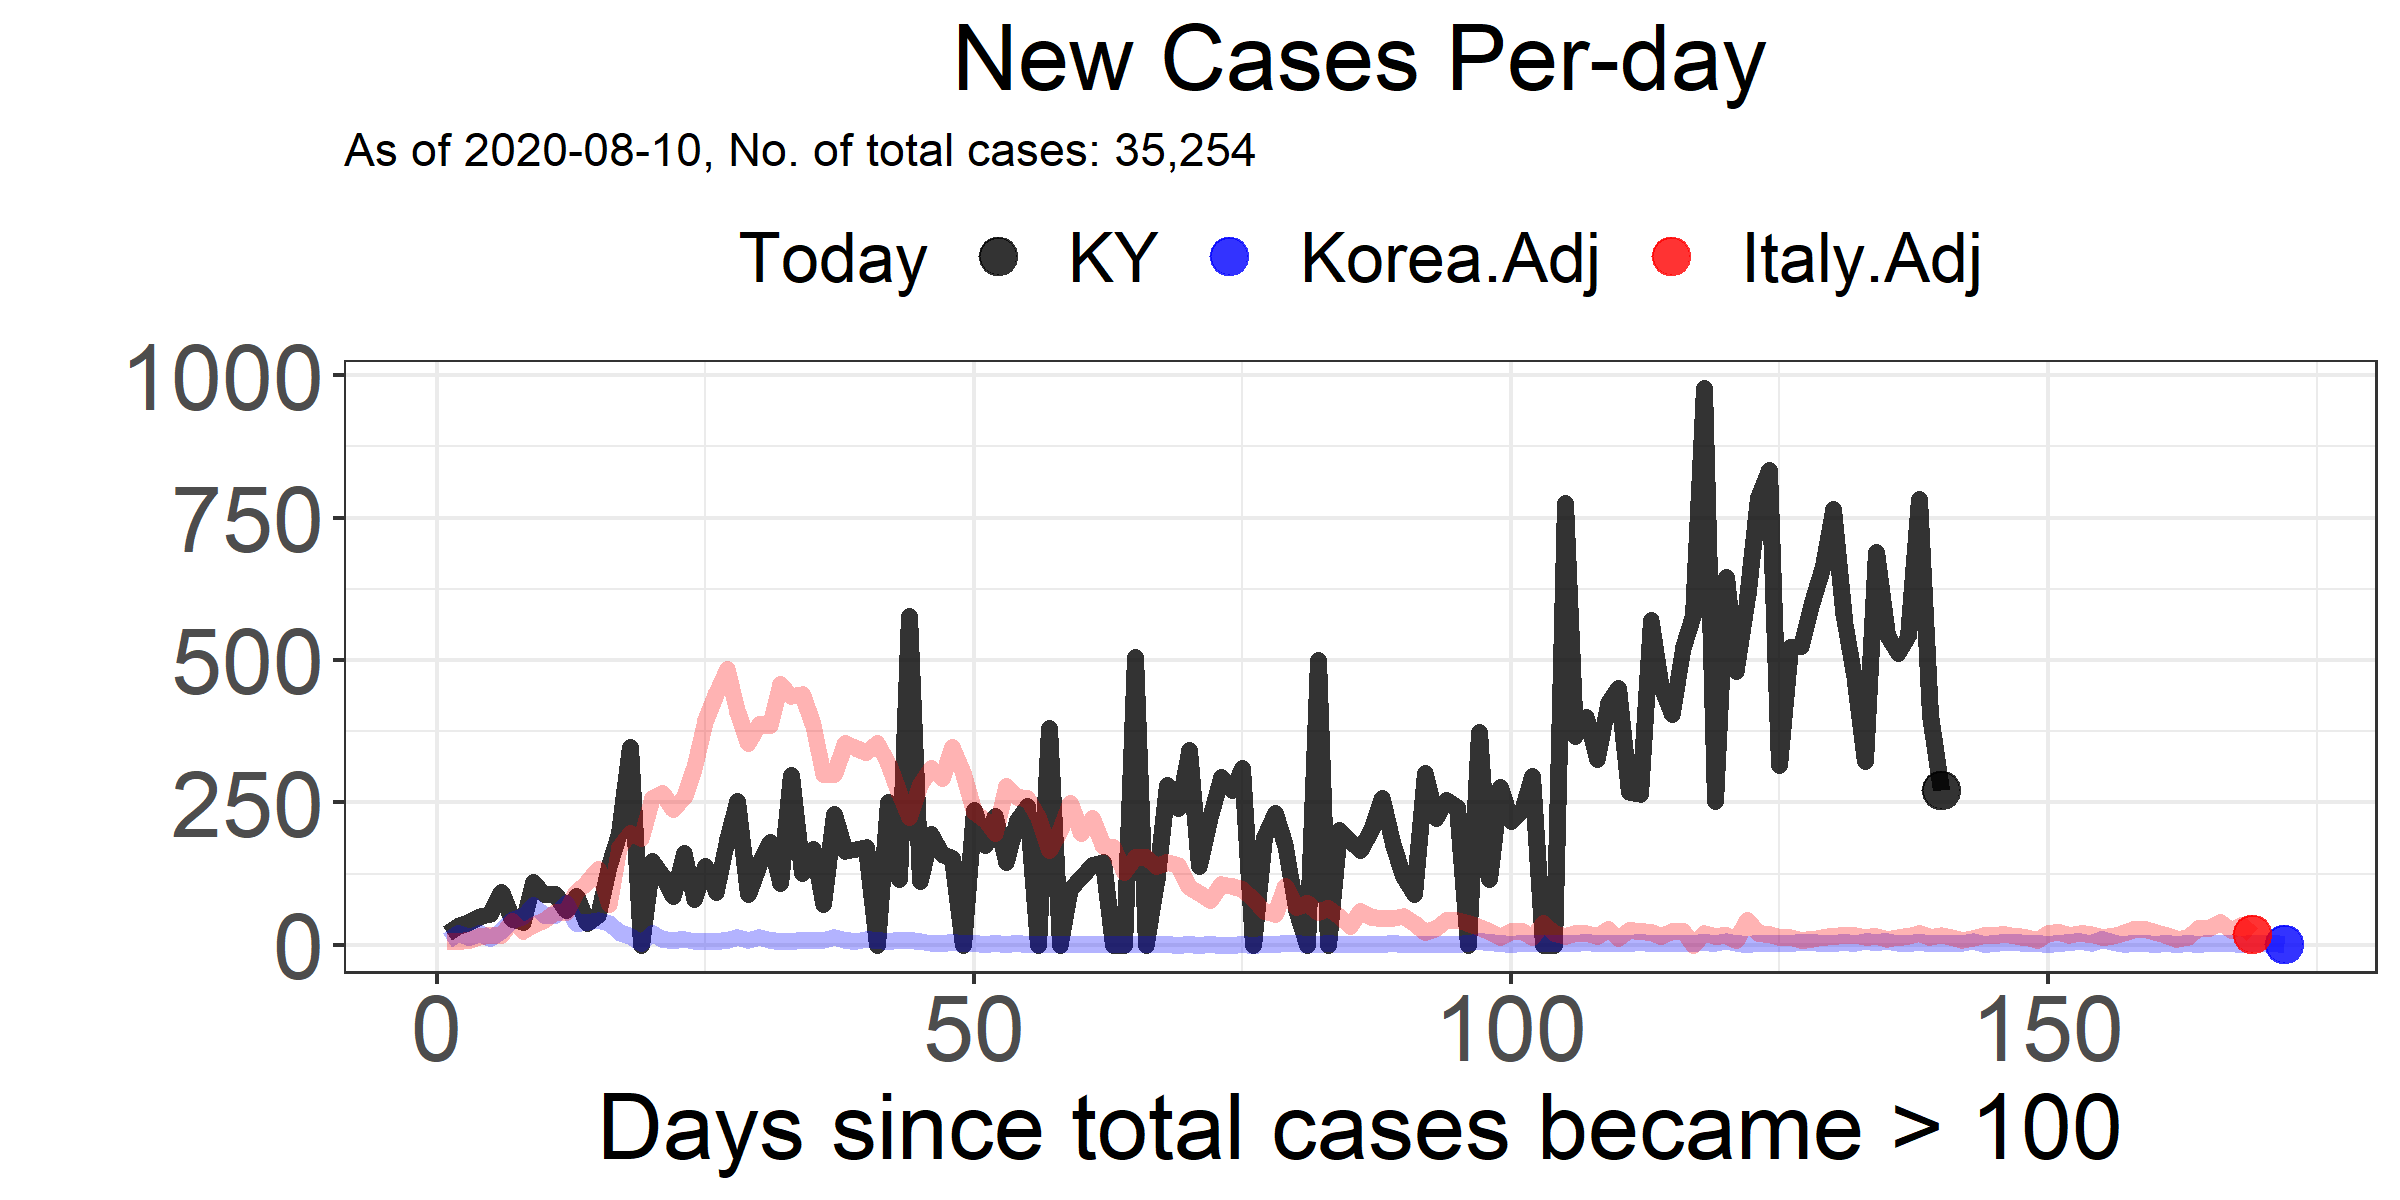 New Cases Per-day
As of 2020-08-10, No. of total cases: 35,254
Today KY Korea.Adj Italy.Adj
1000
750
500
250
0
0 50 100 150
Days since total cases became > 100